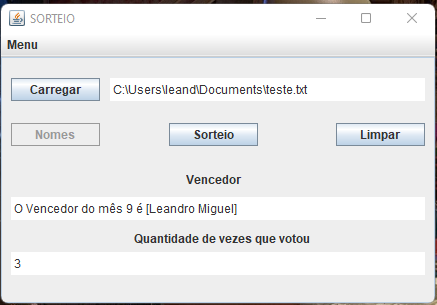 SORTEIO
Menu
Carregar C:\Users\leand\Documents\teste.txt
Nomes Sorteio Limpar
Vencedor
O Vencedor do mês 9 é [Leandro Miguel]
Quantidade de vezes que votou
3